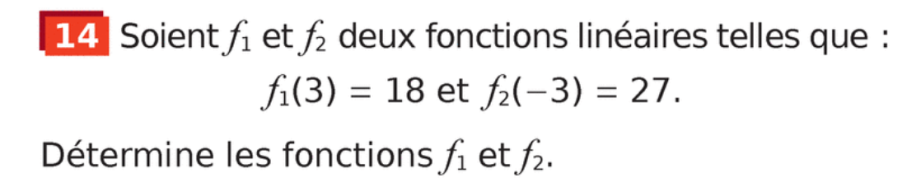 14 Soient f₁ et f₂ deux fonctions linéaires telles que :
f₁(3) = 18 et f₂(−3) = 27.
Détermine les fonctions f₁ et f₂.